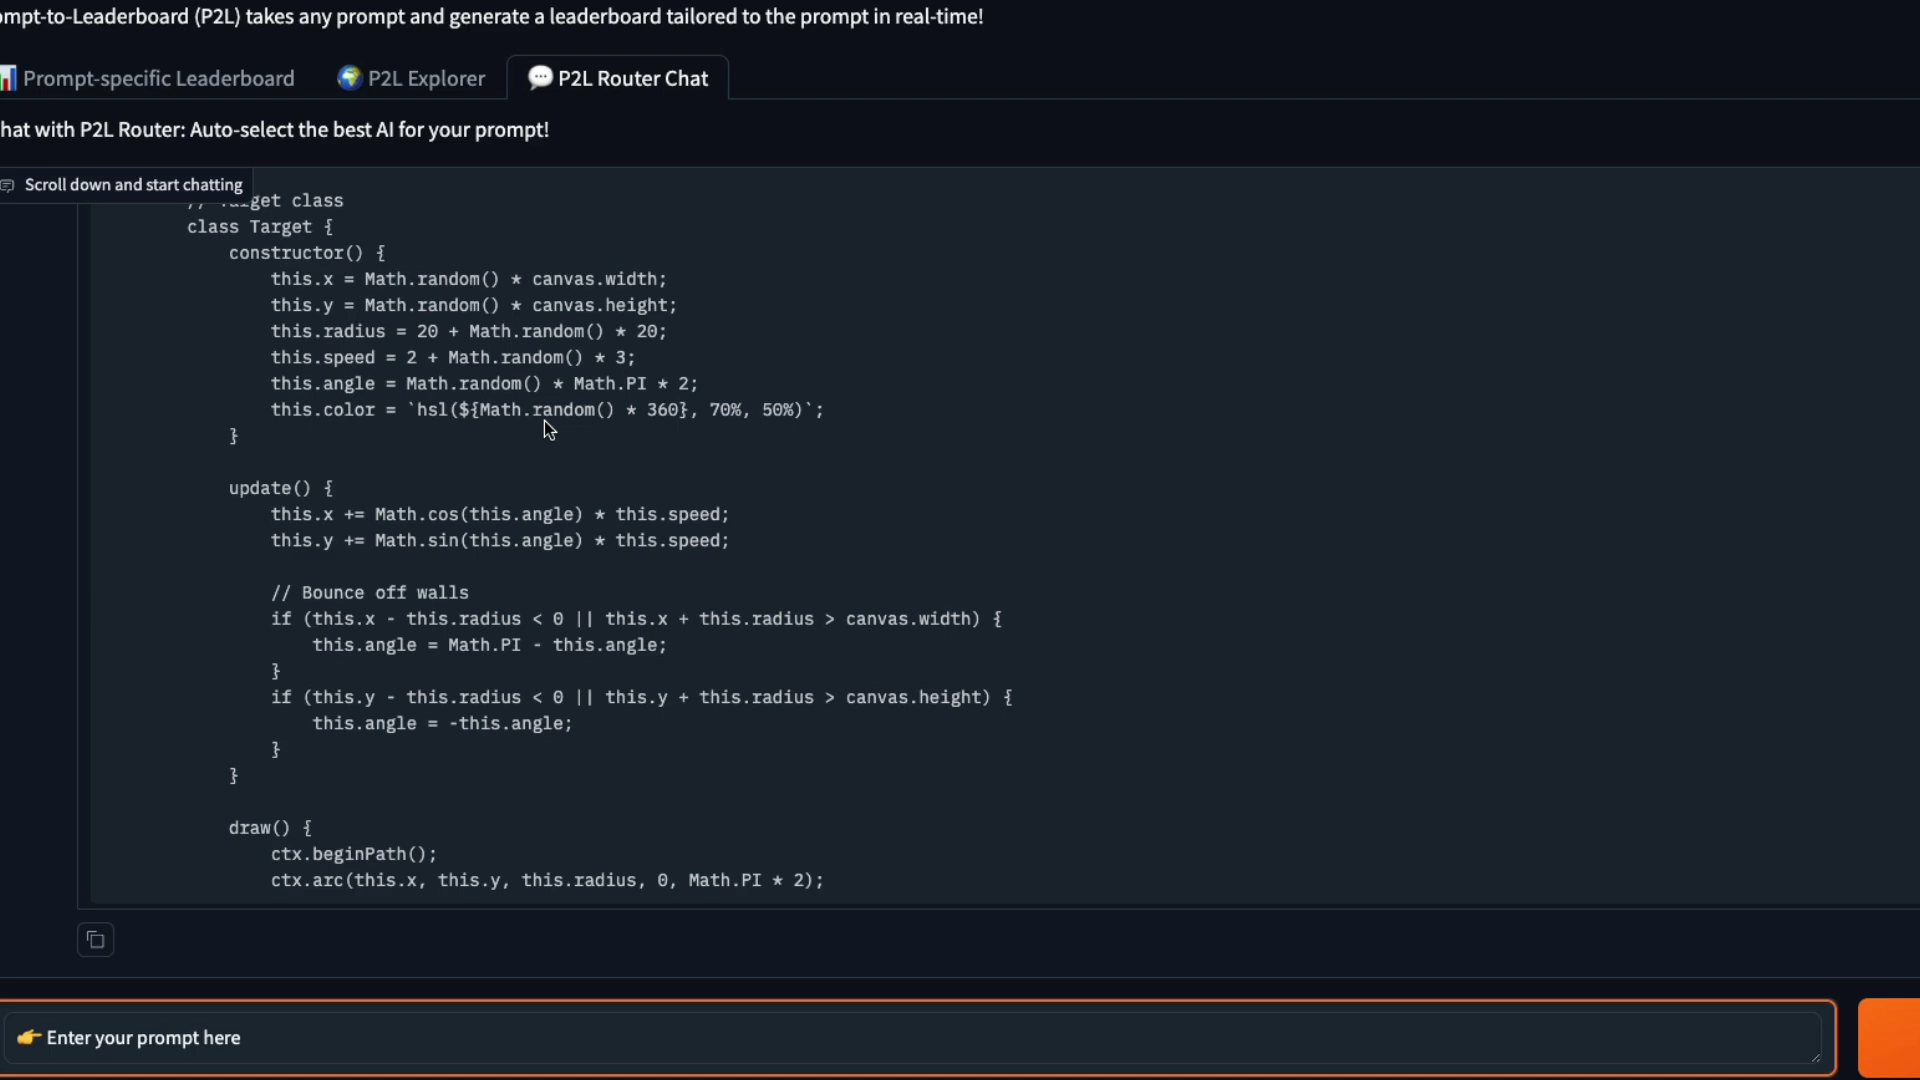 ompt-to-Leaderboard (P2L) takes any prompt and generate a leaderboard tailored to the prompt in real-time!
Prompt-specific Leaderboard
P2L Explorer
P2L Router Chat
hat with P2L Router: Auto-select the best AI for your prompt!
Scroll down and start chatting
// Target class
class Target {
constructor() {
this.x = Math.random() * canvas.width;
this.y = Math.random() * canvas.height;
this.radius = 20 + Math.random() * 20;
this.speed = 2 + Math.random() * 3;
this.angle = Math.random() * Math.PI * 2;
this.color = `hsl(${Math.random() * 360}, 70%, 50%)`;
}
update() {
this.x += Math.cos(this.angle) * this.speed;
this.y += Math.sin(this.angle) * this.speed;
// Bounce off walls
if (this.x - this.radius < 0 || this.x + this.radius > canvas.width) {
this.angle = Math.PI - this.angle;
}
if (this.y - this.radius < 0 || this.y + this.radius > canvas.height) {
this.angle = -this.angle;
}
}
draw() {
ctx.beginPath();
ctx.arc(this.x, this.y, this.radius, 0, Math.PI * 2);
👉 Enter your prompt here